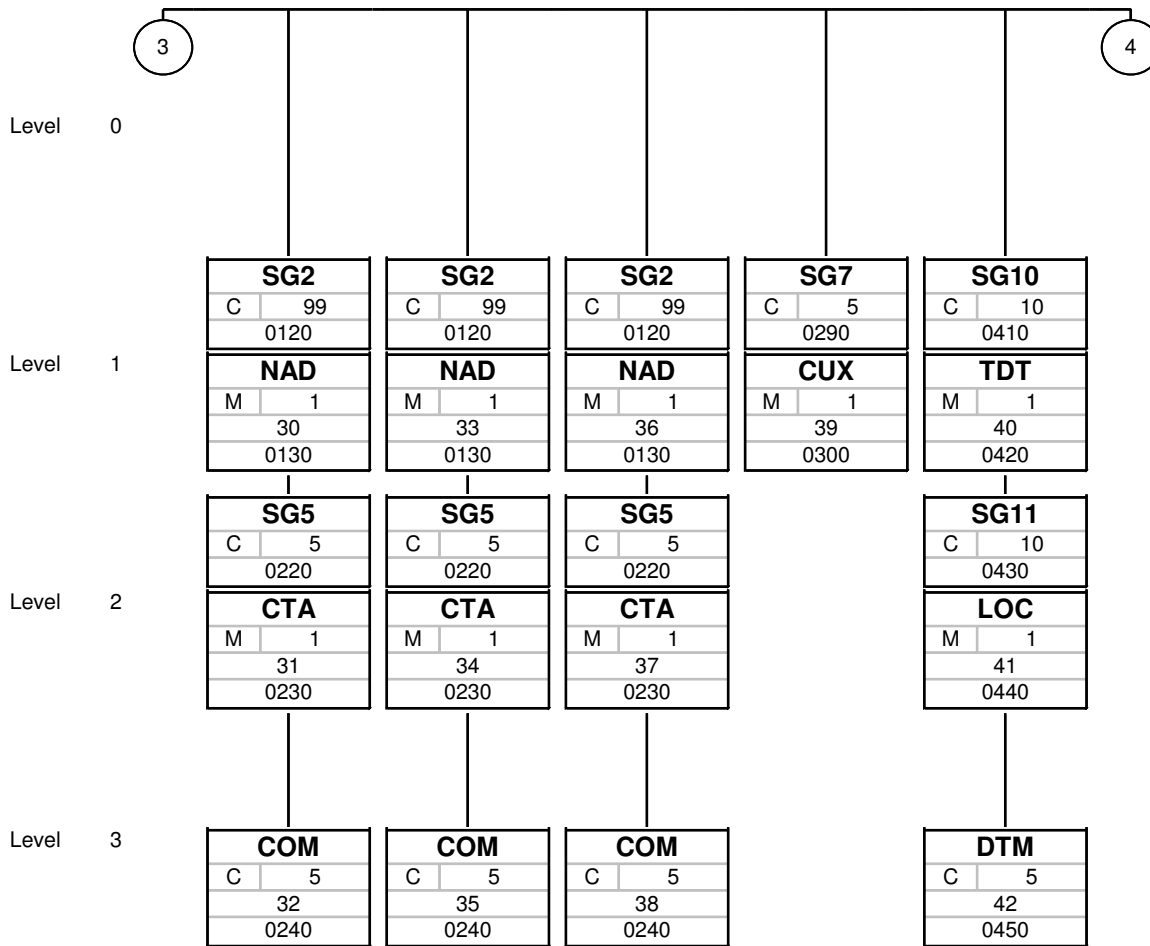 3 4
Level 0
SG2 SG2 SG2 SG7 SG10
C 99 C 99 C 99 C 5 C 10
0120 0120 0120 0290 0410
Level 1
NAD NAD NAD CUX TDT
M 1 M 1 M 1 M 1 M 1
30 33 36 39 40
0130 0130 0130 0300 0420
SG5 SG5 SG5 SG11
C 5 C 5 C 5 C 10
0220 0220 0220 0430
Level 2
CTA CTA CTA LOC
M 1 M 1 M 1 M 1
31 34 37 41
0230 0230 0230 0440
Level 3
COM COM COM DTM
C 5 C 5 C 5 C 5
32 35 38 42
0240 0240 0240 0450